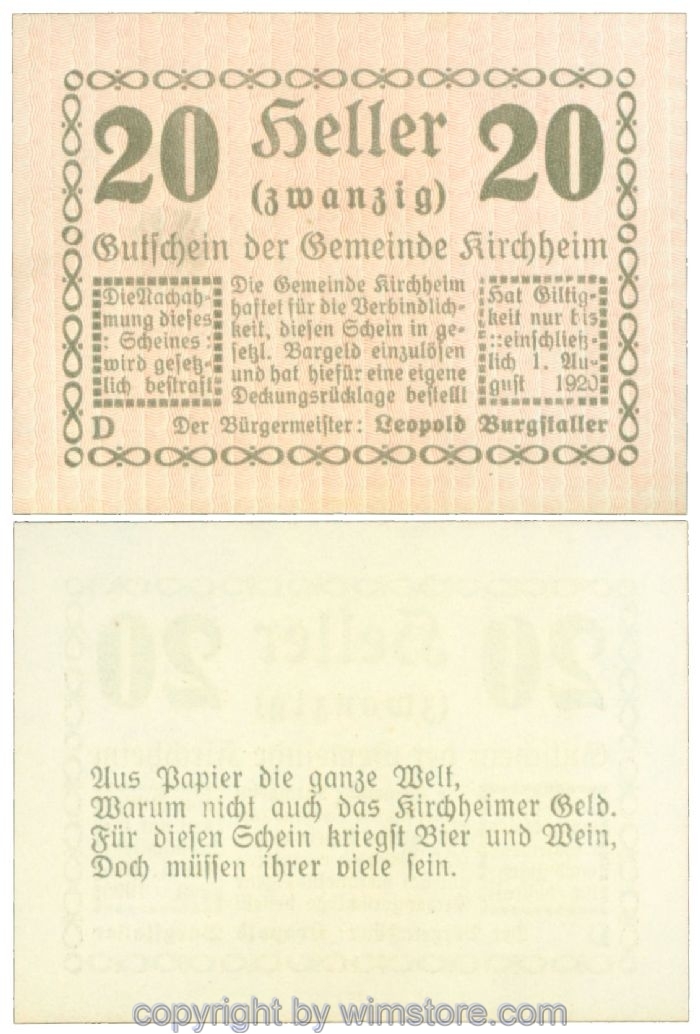 20 Heller 20
(zwanzig)
Gutschein der Gemeinde Kirchheim
Die Nachah-
mung dieses
: Scheines :
wird gesetz-
lich bestraft
Die Gemeinde Kirchheim
haftet für die Verbindlich-
keit, diesen Schein in ge-
setzl. Bargeld einzulösen
und hat hiefür eine eigene
Deckungsrücklage bestellt
Hat Giltig-
keit nur bis
::einschließ-
lich 1. Au-
gust 1920
D Der Bürgermeister: Leopold Burgstaller
Aus Papier die ganze Welt,
Warum nicht auch das Kirchheimer Geld.
Für diesen Schein kriegst Bier und Wein,
Doch müssen ihrer viele sein.
copyright by wimstore.com